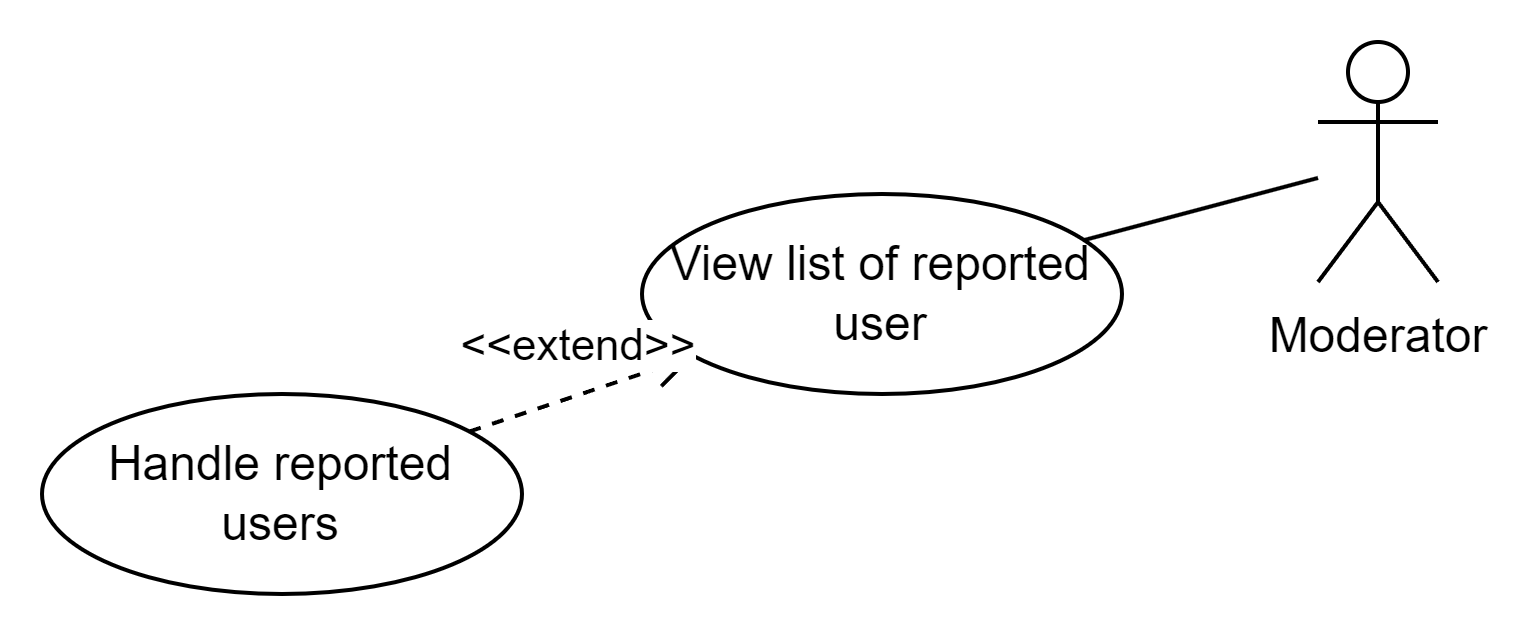 View list of reported
user
Moderator
<<extend>>
Handle reported
users